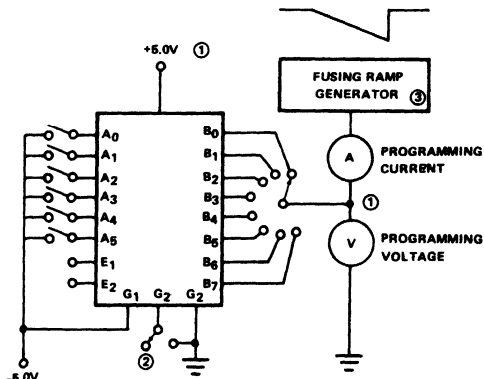 +5.0V ①
FUSING RAMP
GENERATOR ③
A0
A1
A2
A3
A4
A5
E1
E2
B0
B1
B2
B3
B4
B5
B6
B7
G1 G2 G2
A
PROGRAMMING
CURRENT
①
V
PROGRAMMING
VOLTAGE
②
-5.0V